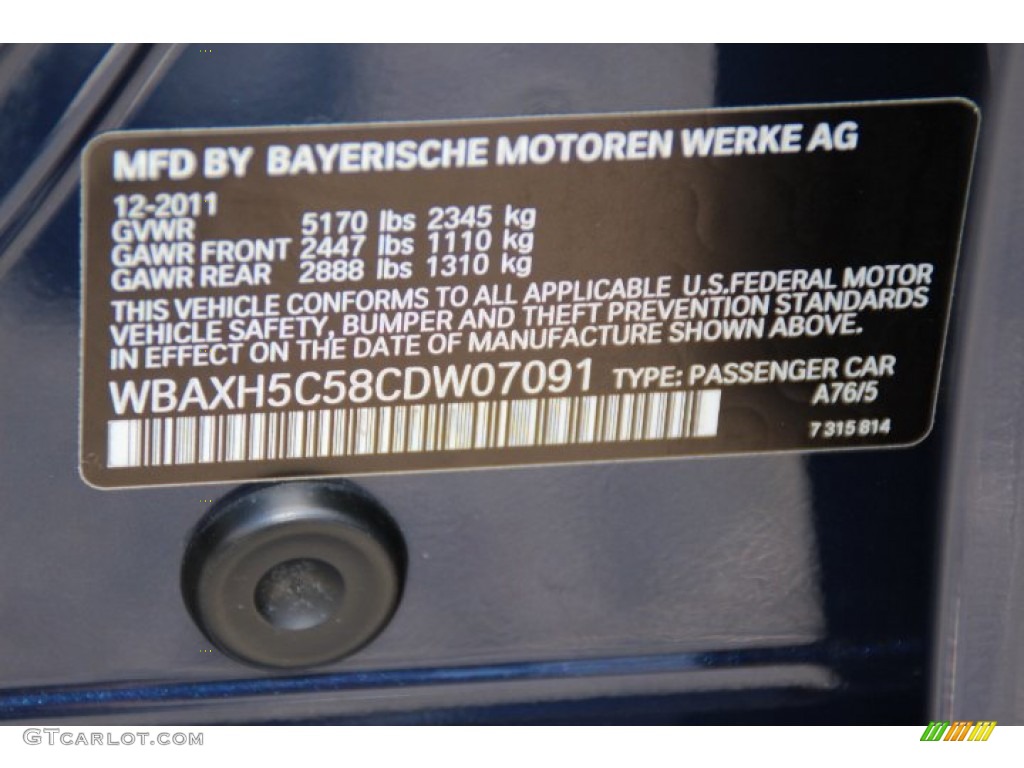 MFD BY BAYERISCHE MOTOREN WERKE AG
12-2011
GVWR 5170 lbs 2345 kg
GAWR FRONT 2447 lbs 1110 kg
GAWR REAR 2888 lbs 1310 kg
THIS VEHICLE CONFORMS TO ALL APPLICABLE U.S.FEDERAL MOTOR
VEHICLE SAFETY, BUMPER AND THEFT PREVENTION STANDARDS
IN EFFECT ON THE DATE OF MANUFACTURE SHOWN ABOVE.
WBAXH5C58CDW07091 TYPE: PASSENGER CAR
A76/5
7 315 814
GTCARLOT.COM